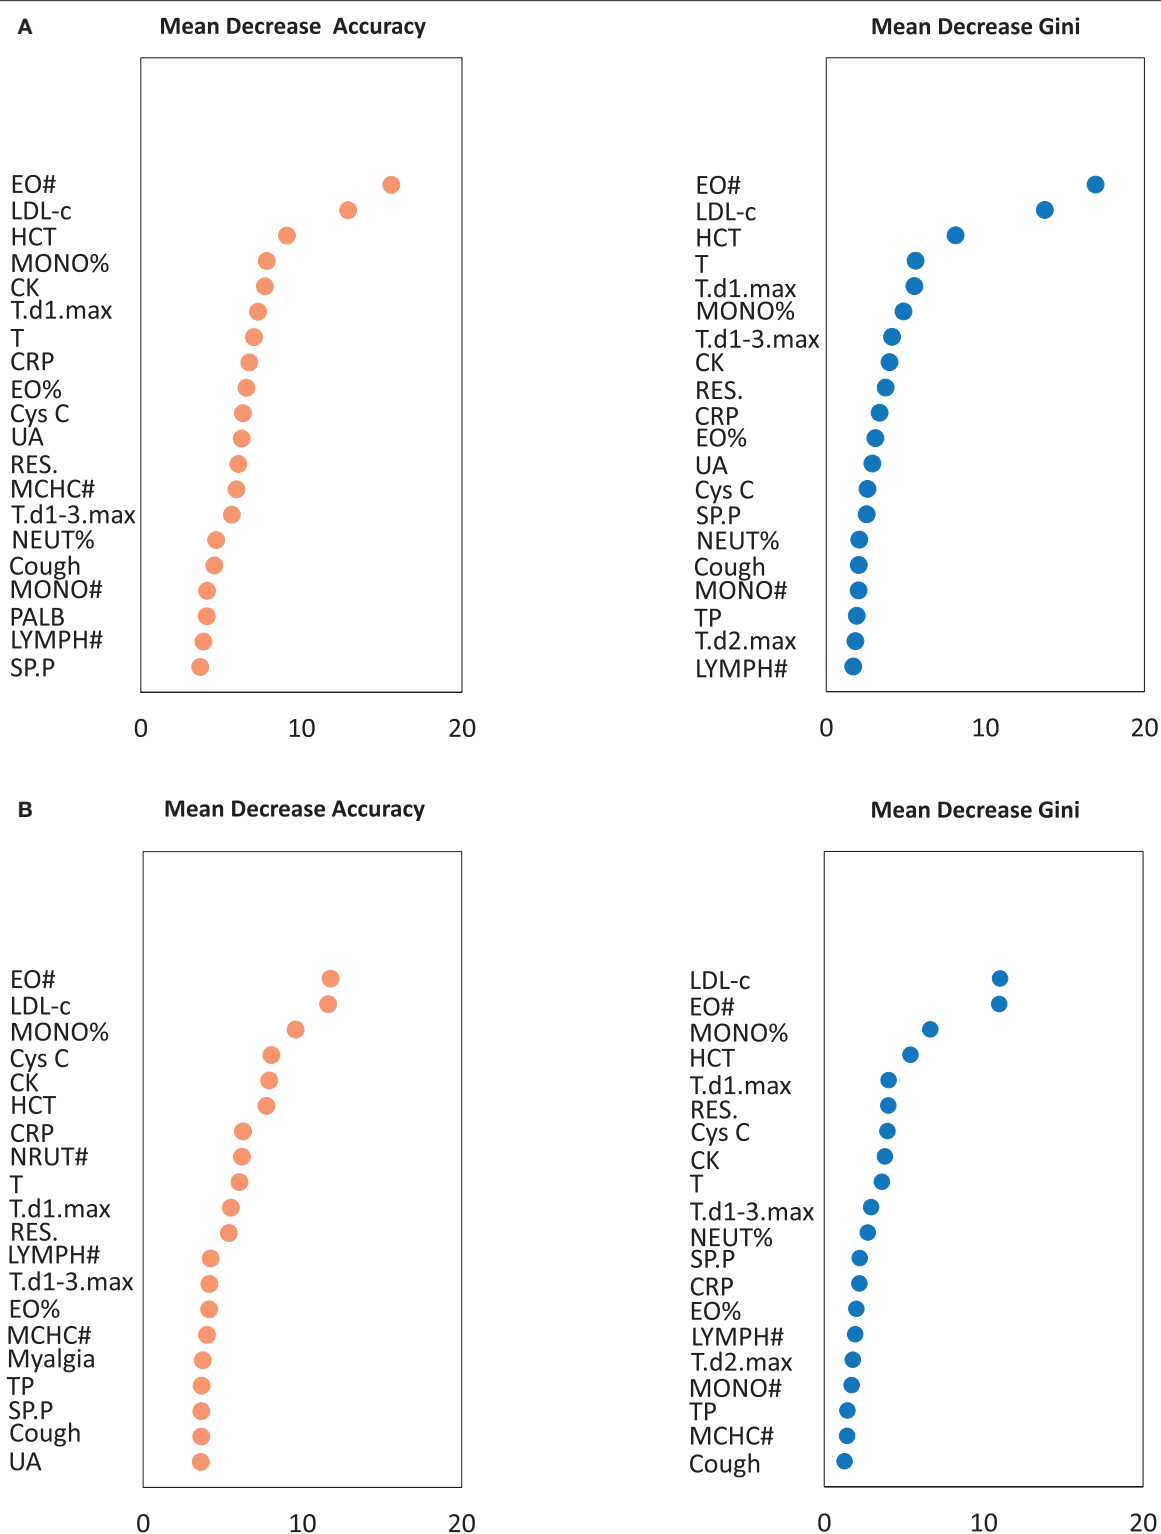 A
Mean Decrease Accuracy
EO#
LDL-c
HCT
MONO%
CK
T.d1.max
T
CRP
EO%
Cys C
UA
RES.
MCHC#
T.d1-3.max
NEUT%
Cough
MONO#
PALB
LYMPH#
SP.P
0 10 20
Mean Decrease Gini
EO#
LDL-c
HCT
T
T.d1.max
MONO%
T.d1-3.max
CK
RES.
CRP
EO%
UA
Cys C
SP.P
NEUT%
Cough
MONO#
TP
T.d2.max
LYMPH#
0 10 20
B
Mean Decrease Accuracy
EO#
LDL-c
MONO%
Cys C
CK
HCT
CRP
NRUT#
T
T.d1.max
RES.
LYMPH#
T.d1-3.max
EO%
MCHC#
Myalgia
TP
SP.P
Cough
UA
0 10 20
Mean Decrease Gini
LDL-c
EO#
MONO%
HCT
T.d1.max
RES.
Cys C
CK
T
T.d1-3.max
NEUT%
SP.P
CRP
EO%
LYMPH#
T.d2.max
MONO#
TP
MCHC#
Cough
0 10 20